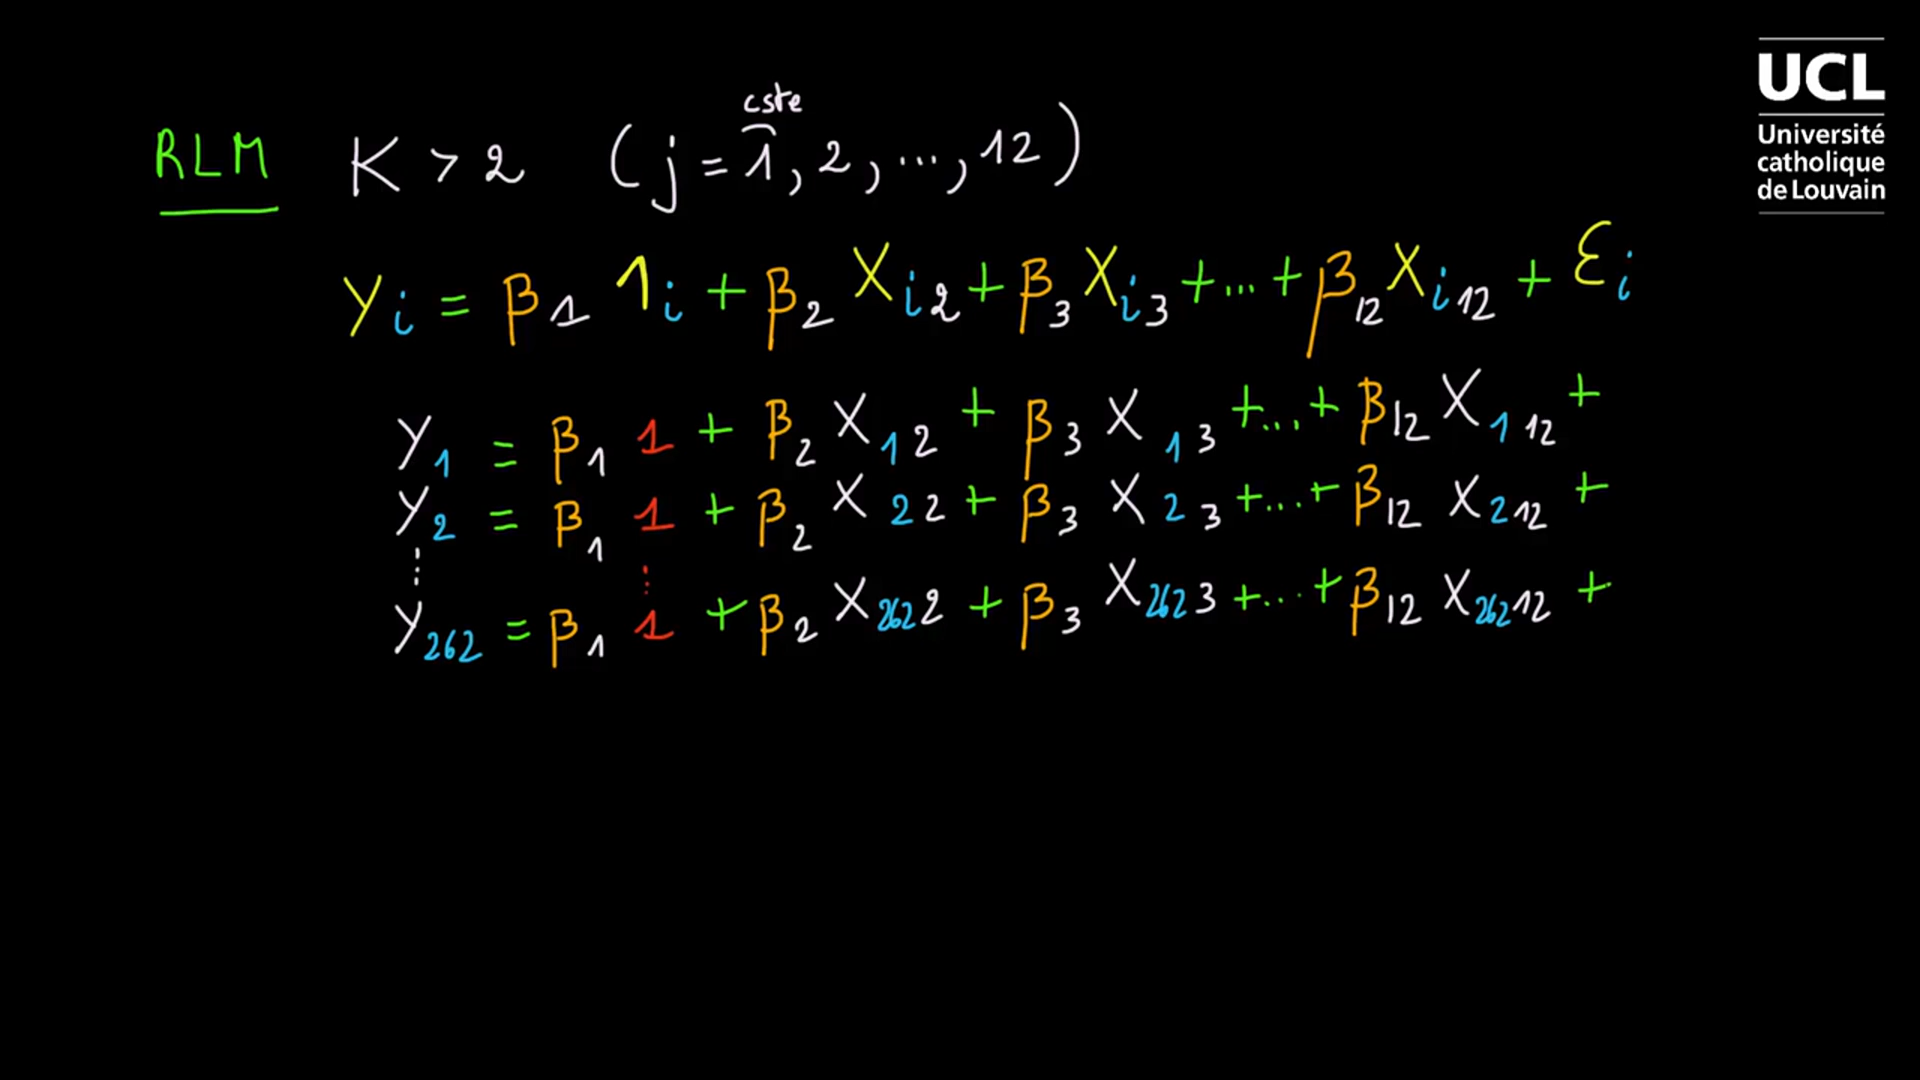 UCL
Université
catholique
de Louvain
cste
RLM K > 2 (j = 1, 2, ..., 12)
Yi = β1 1i + β2 Xi2 + β3 Xi3 + ... + β12 Xi12 + Ɛi
Y1 = β1 1 + β2 X12 + β3 X13 + ... + β12 X112 +
Y2 = β1 1 + β2 X22 + β3 X23 + ... + β12 X212 +
⋮ ⋮
Y262 = β1 1 + β2 X2622 + β3 X2623 + ... + β12 X26212 +